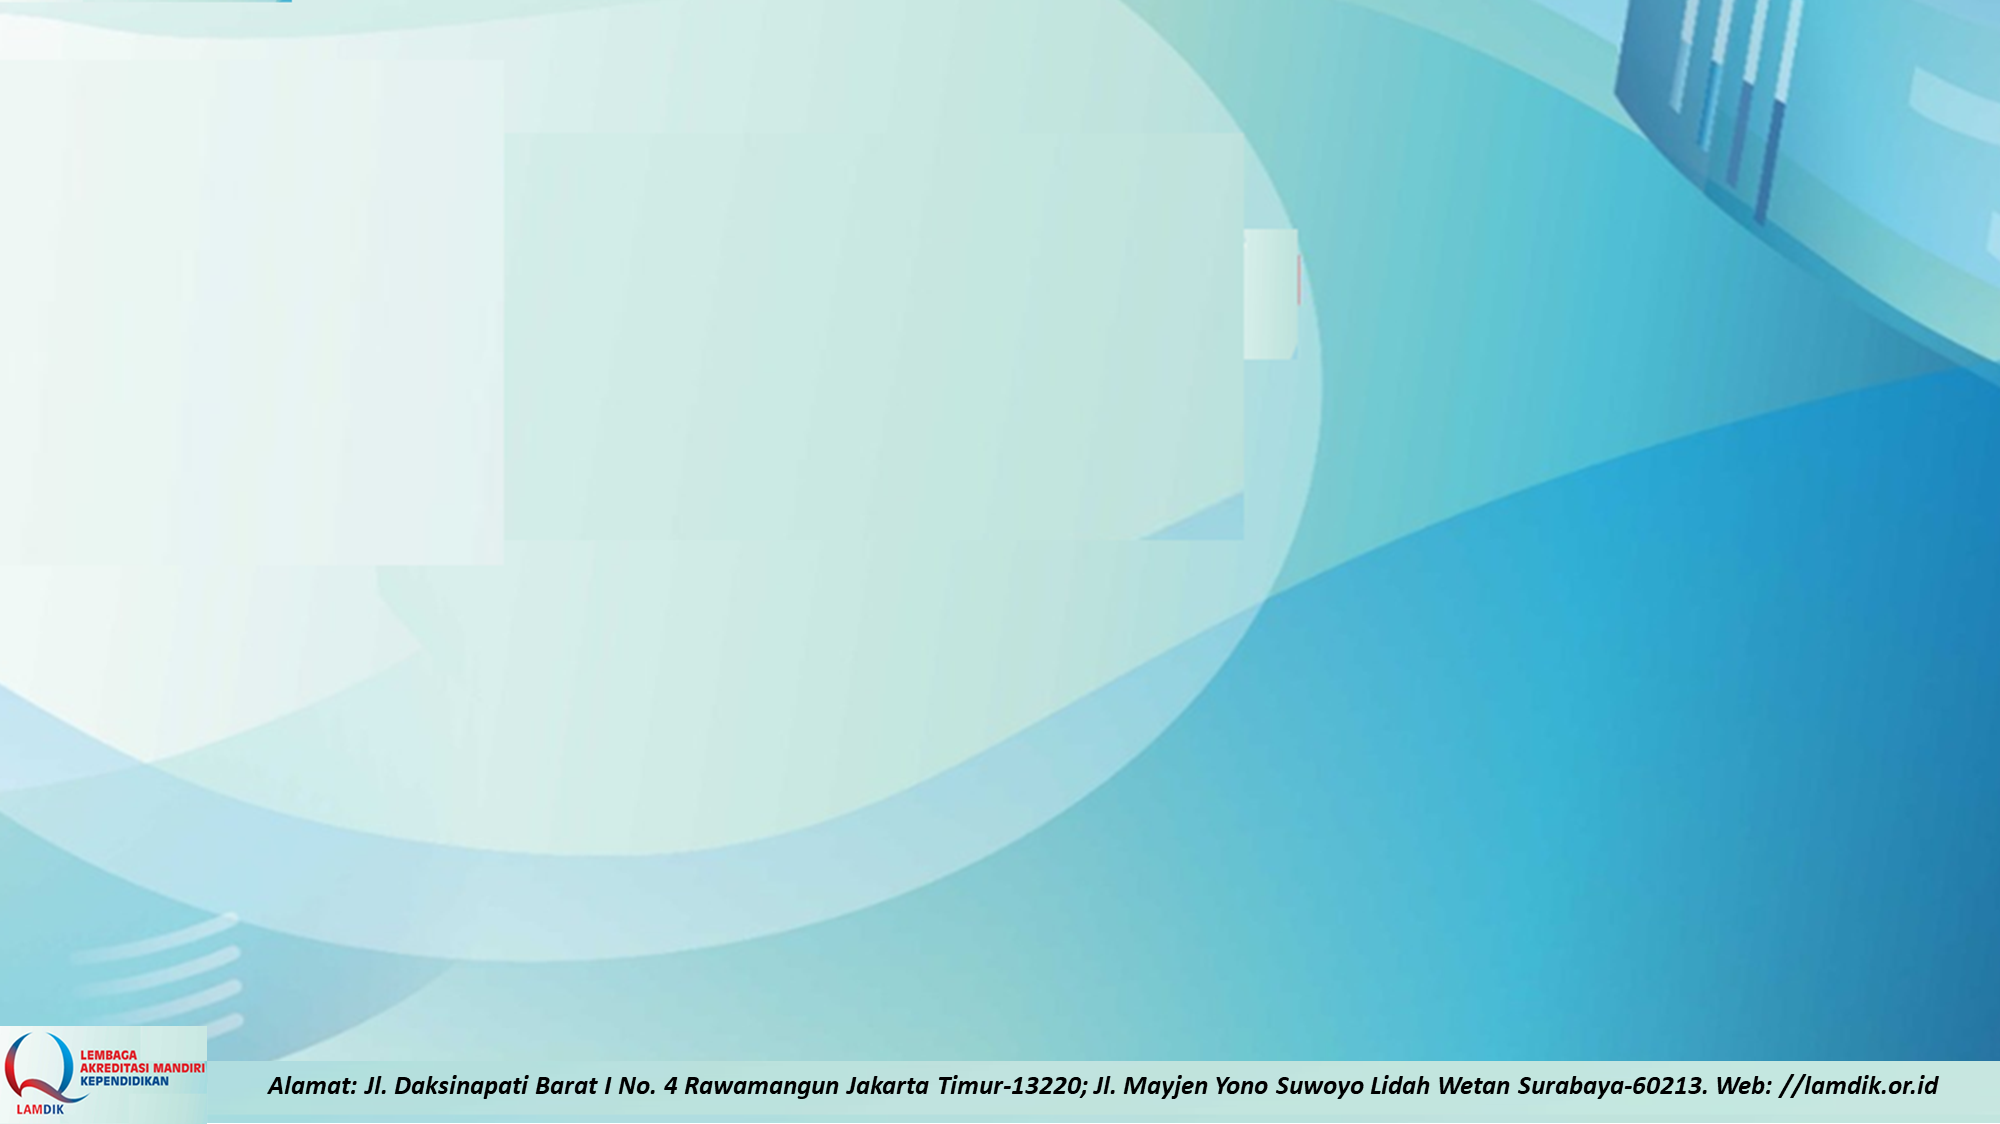 LEMBAGA
AKREDITASI MANDIRI
KEPENDIDIKAN
LAMDIK
Alamat: Jl. Daksinapati Barat I No. 4 Rawamangun Jakarta Timur-13220; Jl. Mayjen Yono Suwoyo Lidah Wetan Surabaya-60213. Web: //lamdik.or.id